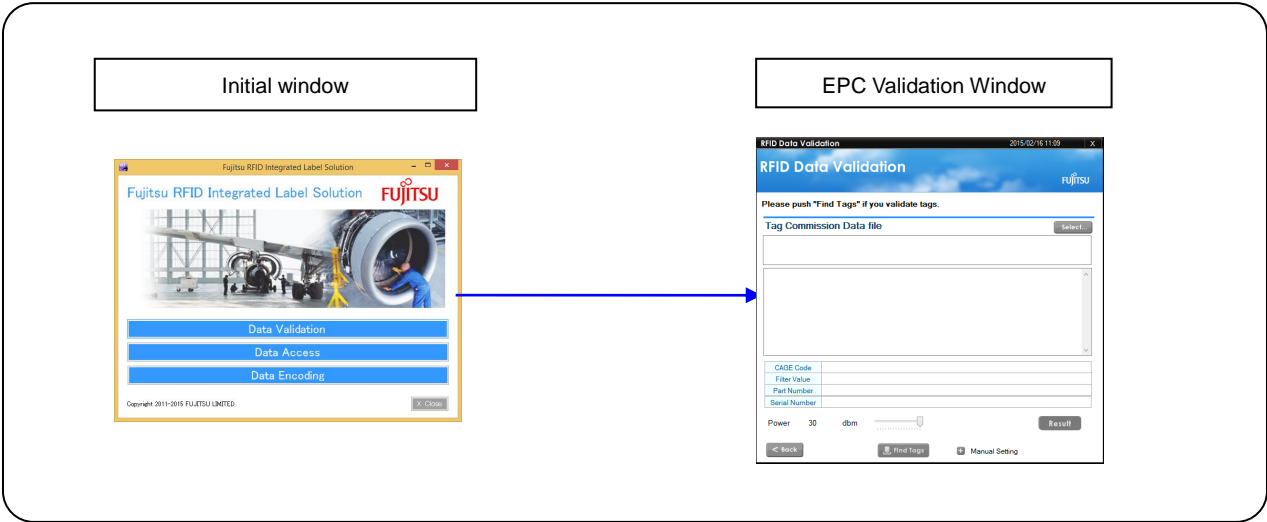 Initial window
EPC Validation Window
Fujitsu RFID Integrated Label Solution
Fujitsu RFID Integrated Label Solution
FUJITSU
Data Validation
Data Access
Data Encoding
Copyright 2011-2015 FUJITSU LIMITED
X Close
RFID Data Validation 2015/02/16 11:09 X
RFID Data Validation
FUJITSU
Please push "Find Tags" if you validate tags.
Tag Commission Data file
Select...
CAGE Code
Filter Value
Part Number
Serial Number
Power 30 dbm
Result
< Back
Find Tags
Manual Setting